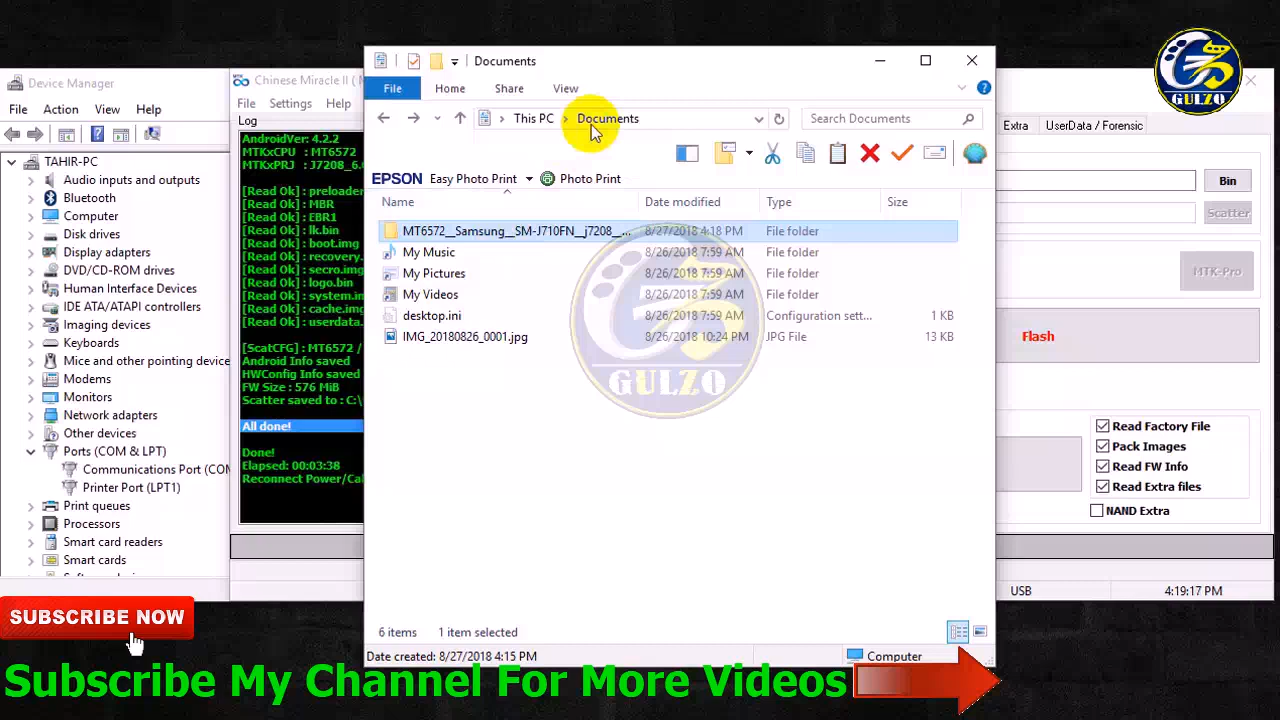 Device Manager
File Action View Help
TAHIR-PC
Audio inputs and outputs
Bluetooth
Computer
Disk drives
Display adapters
DVD/CD-ROM drives
Human Interface Devices
IDE ATA/ATAPI controllers
Imaging devices
Keyboards
Mice and other pointing device
Modems
Monitors
Network adapters
Other devices
Ports (COM & LPT)
Communications Port (CO
Printer Port (LPT1)
Print queues
Processors
Smart card readers
Smart cards
Chinese Miracle II (
File Settings Help
Log
AndroidVer: 4.2.2
MTKxCPU : MT6572
MTKxPRJ : J7208_6.
[Read Ok] : preloader
[Read Ok] : MBR
[Read Ok] : EBR1
[Read Ok] : lk.bin
[Read Ok] : boot.img
[Read Ok] : recovery.
[Read Ok] : secro.img
[Read Ok] : logo.bin
[Read Ok] : system.in
[Read Ok] : cache.img
[Read Ok] : userdata.
[ScatCFG] : MT6572 /
Android Info saved
HWConfig Info saved
FW Size : 576 MiB
Scatter saved to : C:\
All done!
Done!
Elapsed: 00:03:38
Reconnect Power/Cal
Documents
File Home Share View
This PC Documents
Search Documents
EPSON Easy Photo Print Photo Print
Name Date modified Type Size
MT6572__Samsung__SM-J710FN__j7208__... 8/27/2018 4:18 PM File folder
My Music 8/26/2018 7:59 AM File folder
My Pictures 8/26/2018 7:59 AM File folder
My Videos 8/26/2018 7:59 AM File folder
desktop.ini 8/26/2018 7:59 AM Configuration sett... 1 KB
IMG_20180826_0001.jpg 8/26/2018 10:24 PM JPG File 13 KB
GULZO
6 items 1 item selected
Date created: 8/27/2018 4:15 PM
Computer
GULZO
Extra UserData / Forensic
Bin
Scatter
MTK-Pro
Flash
Read Factory File
Pack Images
Read FW Info
Read Extra files
NAND Extra
USB 4:19:17 PM
SUBSCRIBE NOW
Subscribe My Channel For More Videos